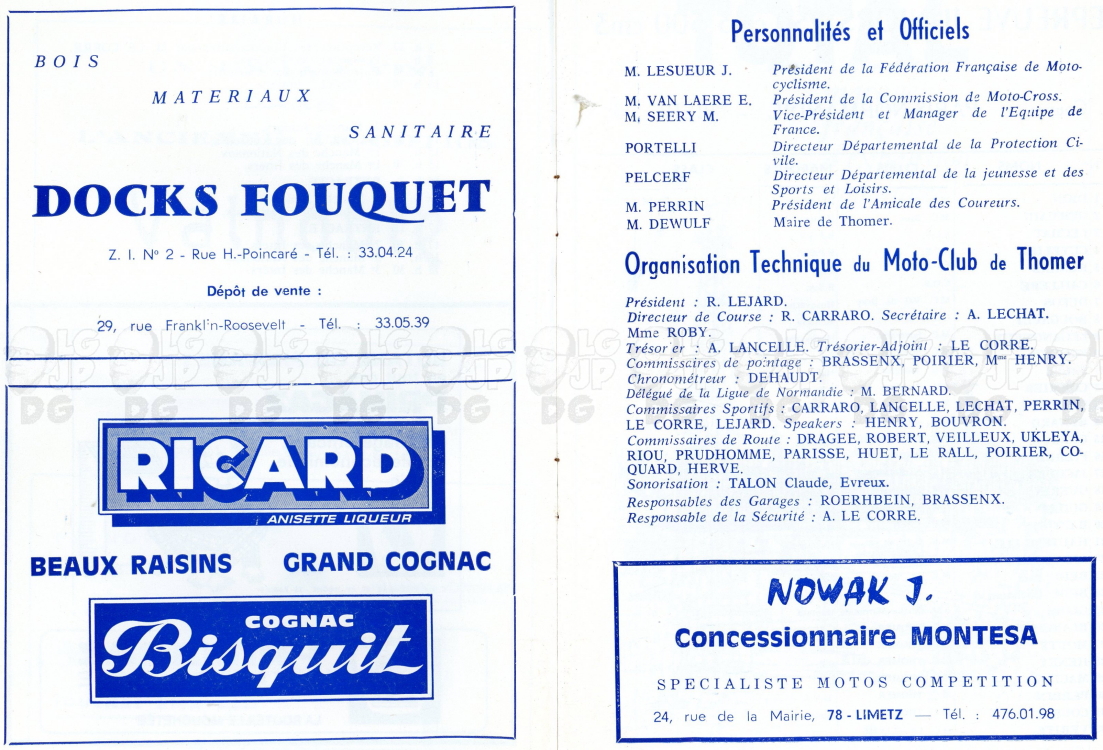 BOIS
MATERIAUX
SANITAIRE
DOCKS FOUQUET
Z. I. N° 2 - Rue H.-Poincaré - Tél. : 33.04.24
Dépôt de vente :
29, rue Frankl'n-Roosevelt - Tél. : 33.05.39
RICARD
ANISETTE LIQUEUR
BEAUX RAISINS GRAND COGNAC
COGNAC
Bisquit
Personnalités et Officiels
M. LESUEUR J. Président de la Fédération Française de Moto-
cyclisme.
M. VAN LAERE E. Président de la Commission de Moto-Cross.
M. SEERY M. Vice-Président et Manager de l'Equipe de
France.
PORTELLI Directeur Départemental de la Protection Ci-
vile.
PELCERF Directeur Départemental de la jeunesse et des
Sports et Loisirs.
M. PERRIN Président de l'Amicale des Coureurs.
M. DEWULF Maire de Thomer.
Organisation Technique du Moto-Club de Thomer
Président : R. LEJARD.
Directeur de Course : R. CARRARO. Secrétaire : A. LECHAT.
Mme ROBY.
Trésor er : A. LANCELLE. Trésorier-Adjoint : LE CORRE.
Commissaires de pointage : BRASSENX, POIRIER, Mme HENRY.
Chronométreur : DEHAUDT.
Délégué de la Ligue de Normandie : M. BERNARD.
Commissaires Sportifs : CARRARO, LANCELLE, LECHAT, PERRIN,
LE CORRE, LEJARD. Speakers : HENRY, BOUVRON.
Commissaires de Route : DRAGEE, ROBERT, VEILLEUX, UKLEYA,
RIOU, PRUDHOMME, PARISSE, HUET, LE RALL, POIRIER, CO-
QUARD, HERVE.
Sonorisation : TALON Claude, Evreux.
Responsables des Garages : ROERHBEIN, BRASSENX.
Responsable de la Sécurité : A. LE CORRE.
NOWAK J.
Concessionnaire MONTESA
SPECIALISTE MOTOS COMPETITION
24, rue de la Mairie, 78 - LIMETZ — Tél. : 476.01.98